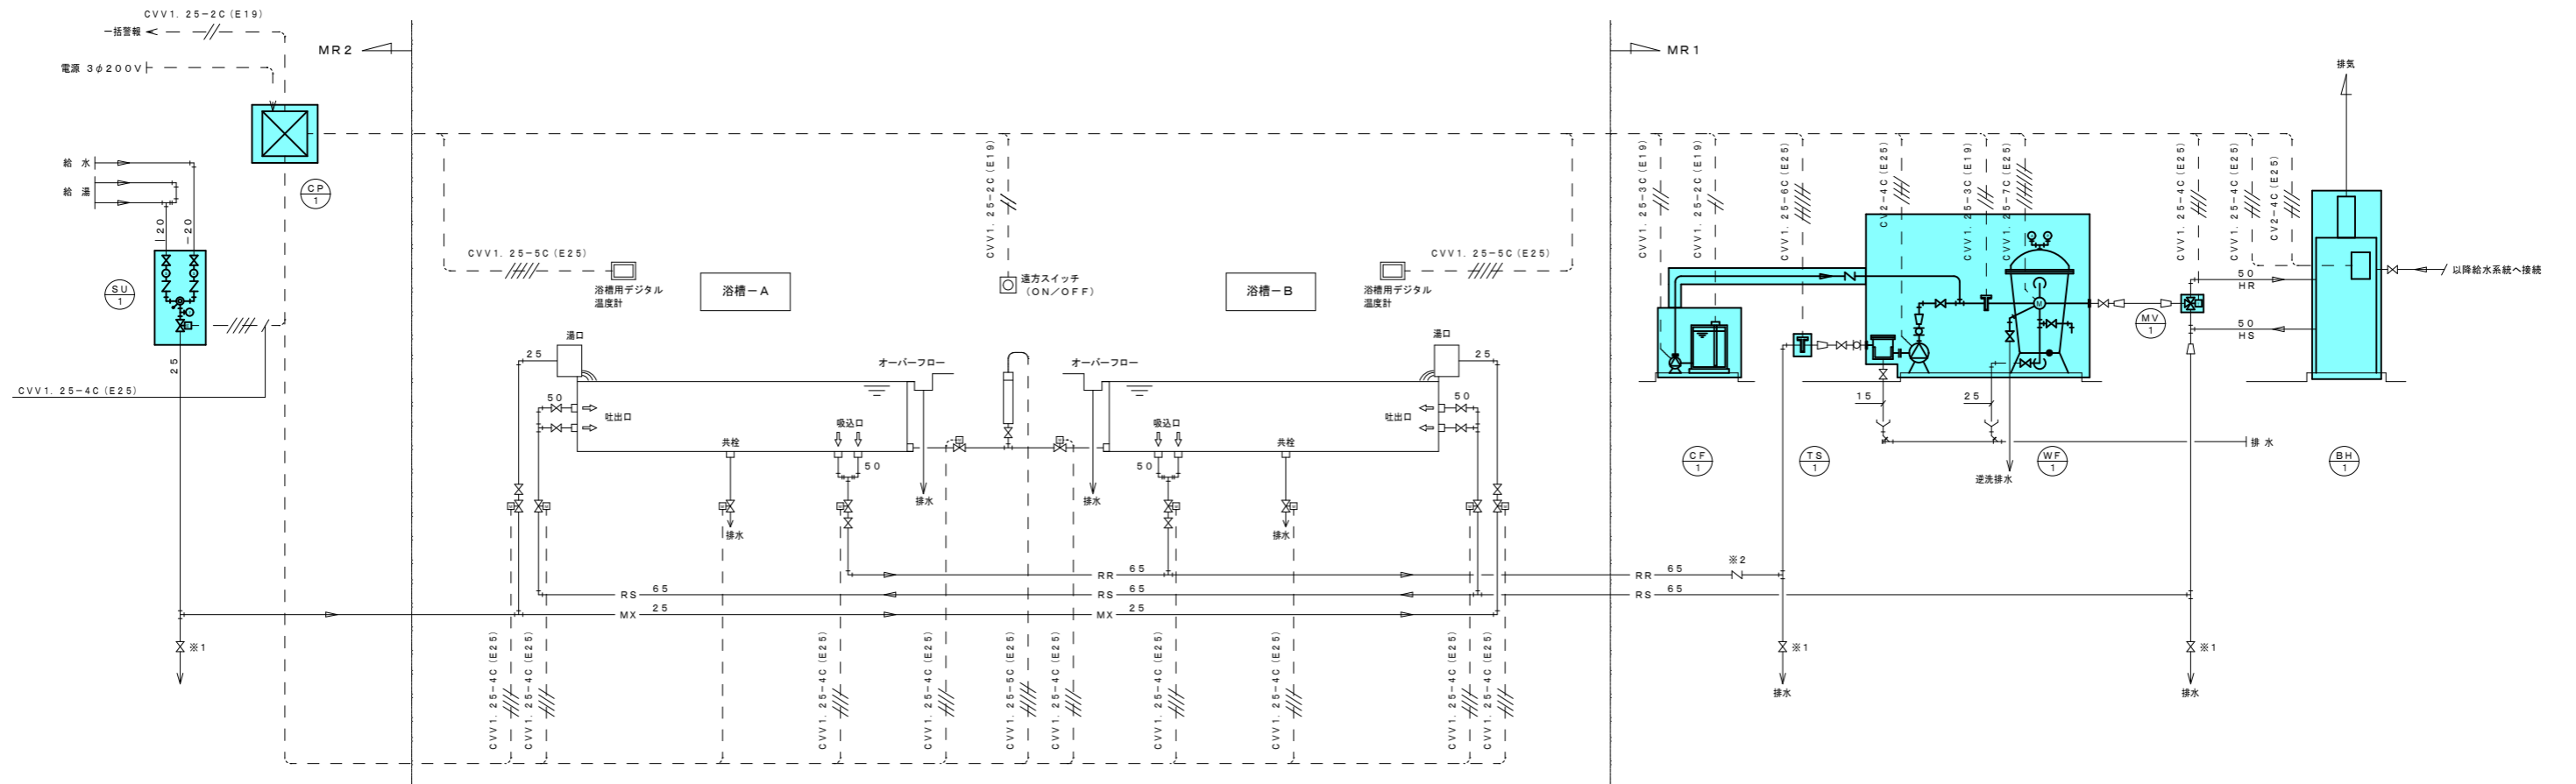 CVV1.25-2C(E19)
一括警報
電源 3φ200V
MR2
MR1
排気
給 水
給 湯
CP
1
20
20
SU
1
25
CVV1.25-4C(E25)
CVV1.25-5C(E25)
浴槽用デジタル
温度計
浴槽-A
CVV1.25-2C(E19)
遠方スイッチ
(ON/OFF)
浴槽-B
CVV1.25-5C(E25)
浴槽用デジタル
温度計
CVV1.25-3C(E19)
CVV1.25-2C(E19)
CVV1.25-6C(E25)
CV2-4C(E25)
CVV1.25-3C(E19)
CVV1.25-7C(E25)
CVV1.25-4C(E25)
CVV1.25-4C(E25)
CV2-4C(E25)
以降給水系統へ接続
50
HR
50
HS
MV
1
M
湯口
25
オーバーフロー
オーバーフロー
湯口
25
50
吐出口
吸込口
共栓
50
排水
排水
排水
50
吐出口
吸込口
共栓
50
排水
15
25
排 水
逆洗排水
CF
1
TS
1
WF
1
BH
1
RR 65
RR 65
※2
RS 65
RS 65
RS 65
MX 25
MX 25
※1
※1
排水
※1
排水
CVV1.25-4C(E25)
CVV1.25-4C(E25)
CVV1.25-4C(E25)
CVV1.25-4C(E25)
CVV1.25-5C(E25)
CVV1.25-4C(E25)
CVV1.25-4C(E25)
CVV1.25-4C(E25)
CVV1.25-4C(E25)
CVV1.25-4C(E25)